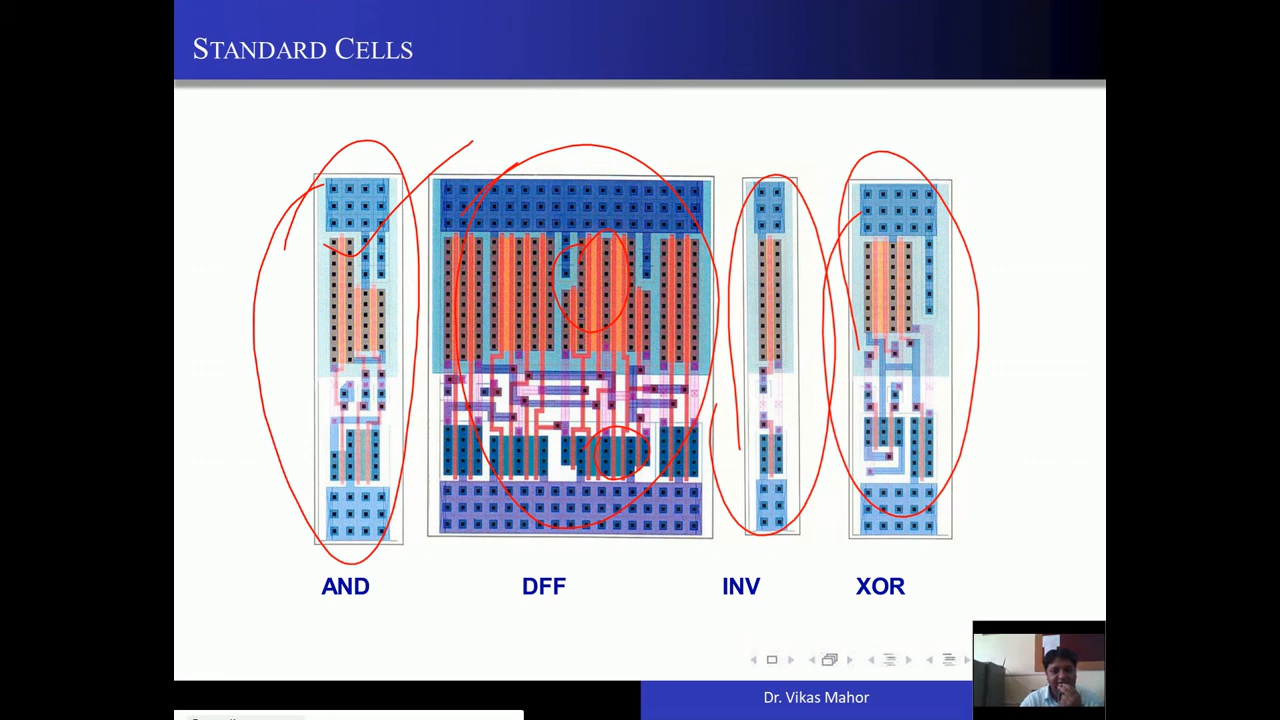 STANDARD CELLS
AND
DFF
INV
XOR
Dr. Vikas Mahor